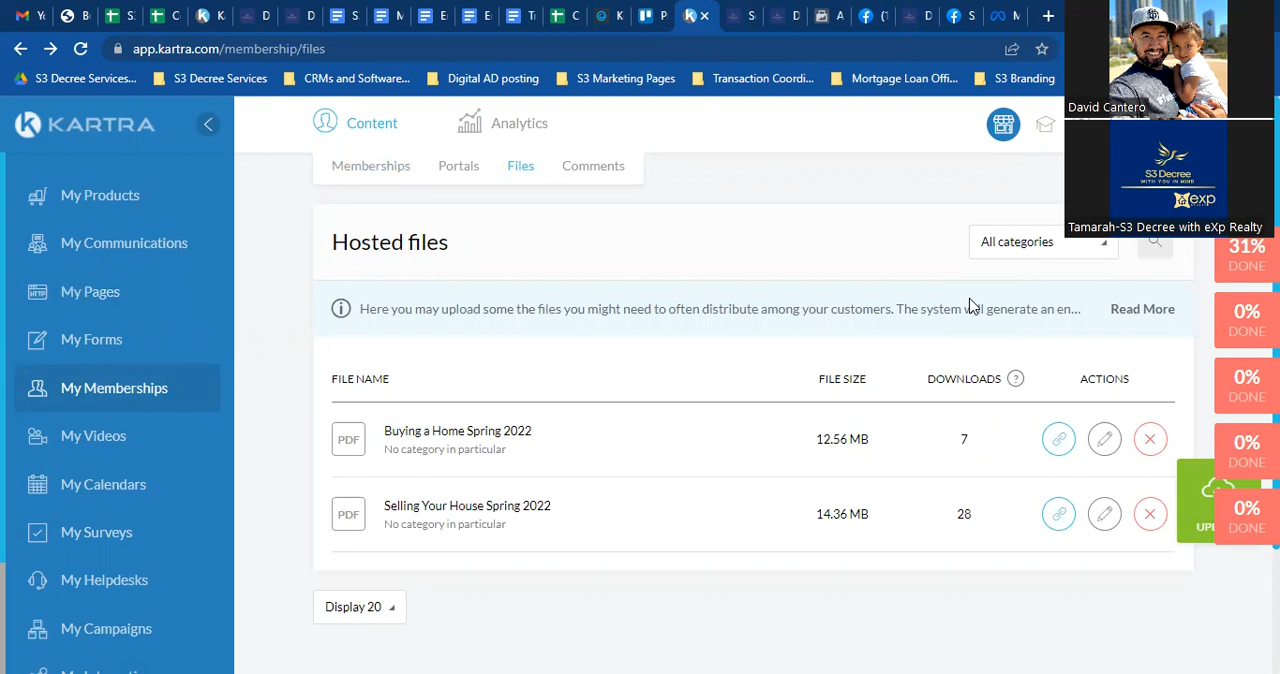 app.kartra.com/membership/files
S3 Decree Services...
S3 Decree Services
CRMs and Software...
Digital AD posting
S3 Marketing Pages
Transaction Coordi...
Mortgage Loan Offi...
S3 Branding
David Cantero
S3 Decree
WITH YOU IN MIND
exp
Tamarah-S3 Decree with eXp Realty
KARTRA
Content
Analytics
Memberships
Portals
Files
Comments
My Products
My Communications
My Pages
My Forms
My Memberships
My Videos
My Calendars
My Surveys
My Helpdesks
My Campaigns
Hosted files
All categories
Here you may upload some the files you might need to often distribute among your customers. The system will generate an en...
Read More
FILE NAME
FILE SIZE
DOWNLOADS ?
ACTIONS
PDF
Buying a Home Spring 2022
No category in particular
12.56 MB
7
PDF
Selling Your House Spring 2022
No category in particular
14.36 MB
28
Display 20
31%
DONE
0%
DONE
0%
DONE
0%
DONE
0%
DONE